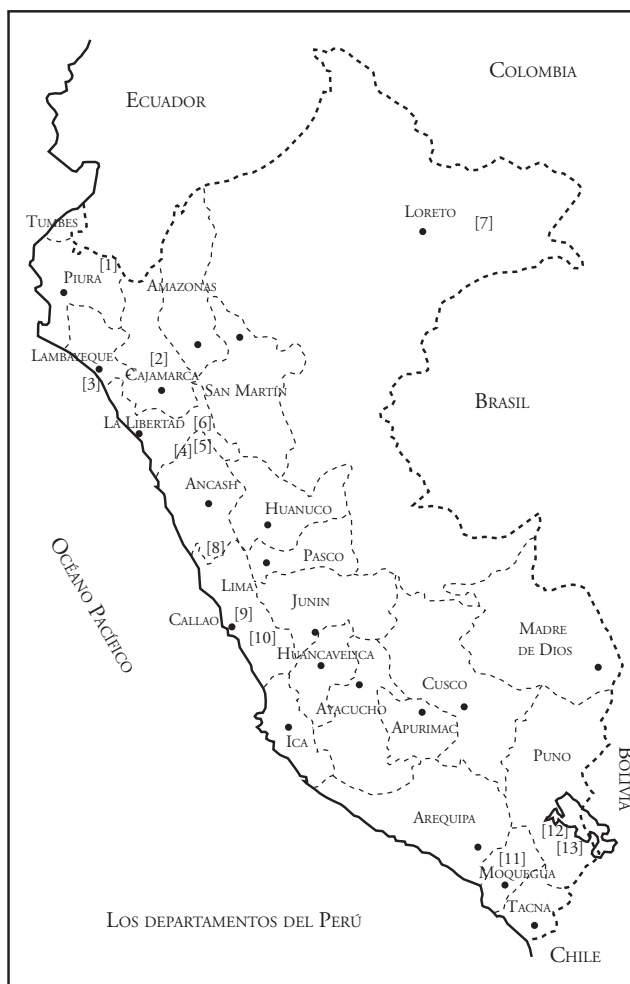 Colombia
Ecuador
Loreto
[7]
Tumbes
[1]
Piura
Amazonas
Lambayeque
[2]
[3]
Cajamarca
San Martín
Brasil
La Libertad
[6]
[4]
[5]
Ancash
Huanuco
[8]
Pasco
Océano Pacífico
Lima
Junin
Callao
[9]
[10]
Madre
de Dios
Huancavelica
Cusco
Ayacucho
Apurimac
Ica
Puno
Bolivia
Arequipa
[12]
[13]
[11]
Moquegua
Tacna
Los departamentos del Perú
Chile